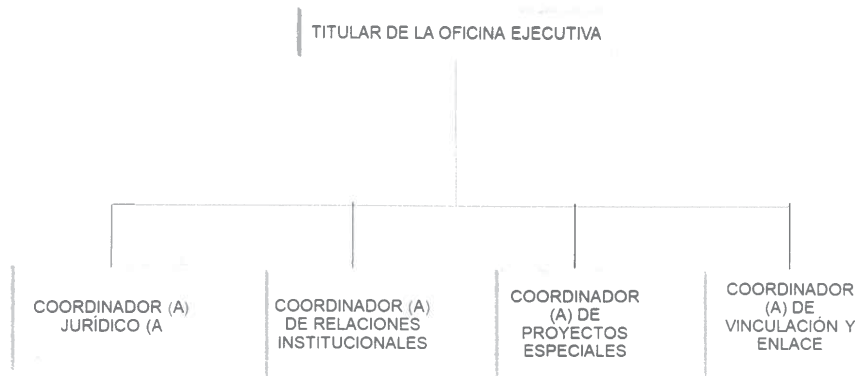 TITULAR DE LA OFICINA EJECUTIVA
COORDINADOR (A)
JURÍDICO (A
COORDINADOR (A)
DE RELACIONES
INSTITUCIONALES
COORDINADOR
(A) DE
PROYECTOS
ESPECIALES
COORDINADOR
(A) DE
VINCULACIÓN Y
ENLACE